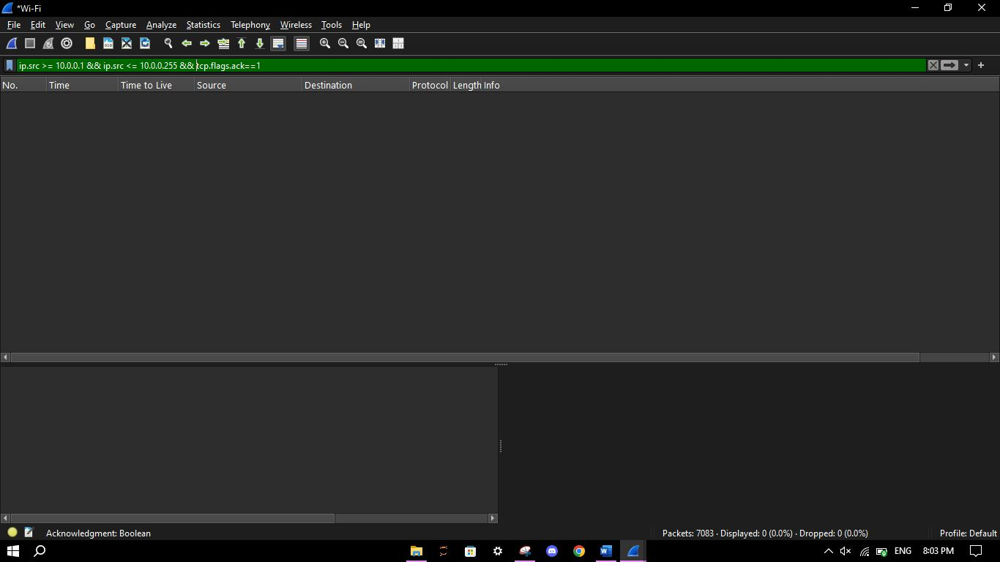 *Wi-Fi
File Edit View Go Capture Analyze Statistics Telephony Wireless Tools Help
ip.src >= 10.0.0.1 && ip.src <= 10.0.0.255 && tcp.flags.ack==1
No. Time Time to Live Source Destination Protocol Length Info
Acknowledgment: Boolean Packets: 7083 · Displayed: 0 (0.0%) · Dropped: 0 (0.0%) Profile: Default
ENG 8:03 PM